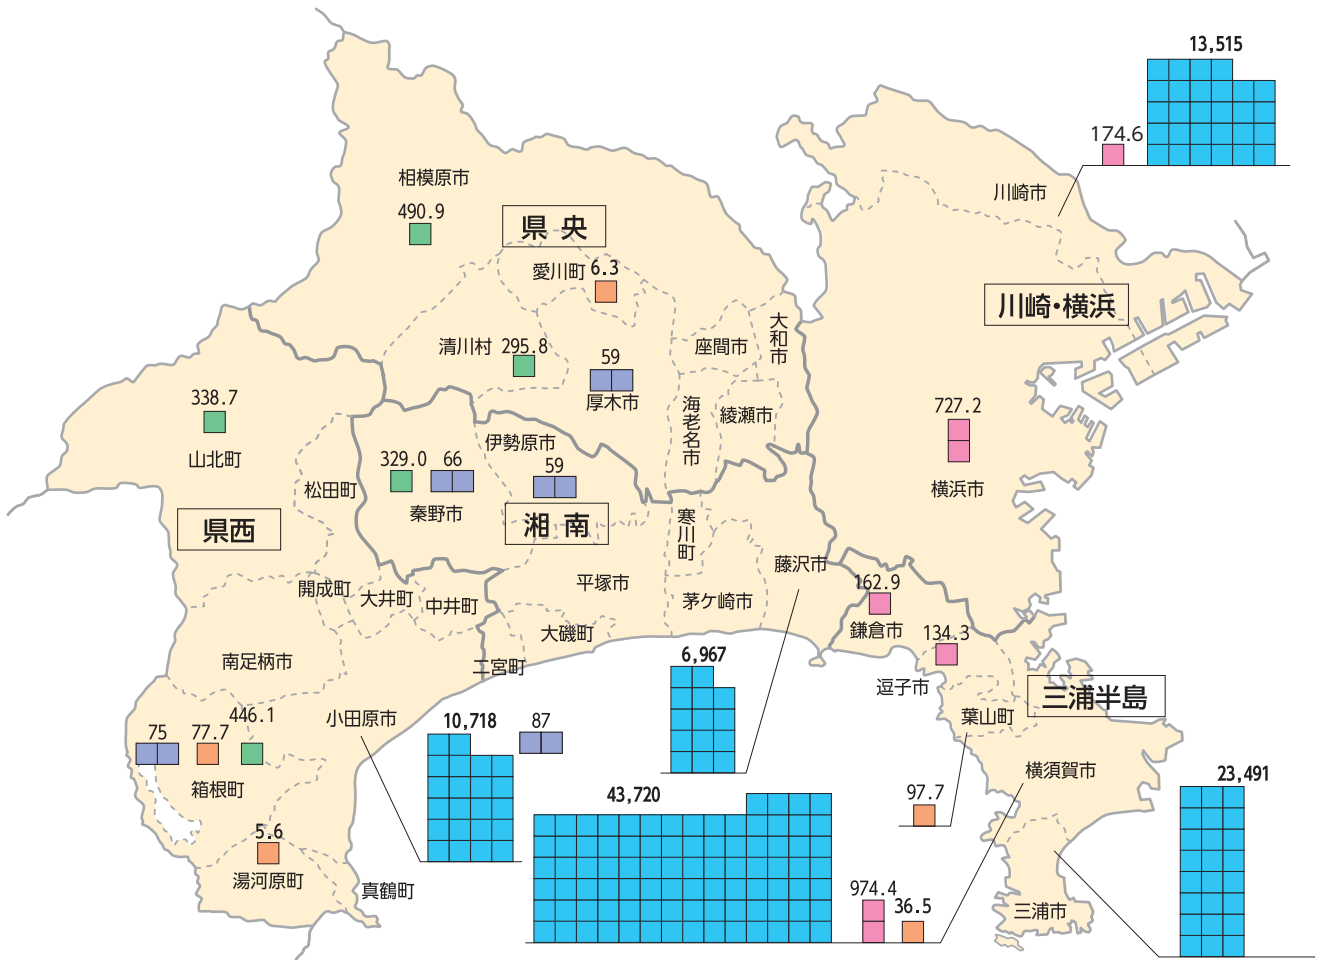 13,515
174.6
川崎市
相模原市
490.9
県 央
愛川町 6.3
川崎・横浜
大和市
座間市
清川村 295.8
59
厚木市
海老名市
綾瀬市
338.7
山北町
727.2
横浜市
伊勢原市
329.0 66
59
秦野市
松田町
県西
湘 南
寒川町
藤沢市
開成町
大井町
中井町
平塚市
茅ケ崎市
162.9
鎌倉市
大磯町
134.3
南足柄市
二宮町
6,967
逗子市
三浦半島
446.1
小田原市
10,718
87
葉山町
75 77.7
箱根町
横須賀市
23,491
43,720
97.7
5.6
湯河原町
真鶴町
974.4
36.5
三浦市